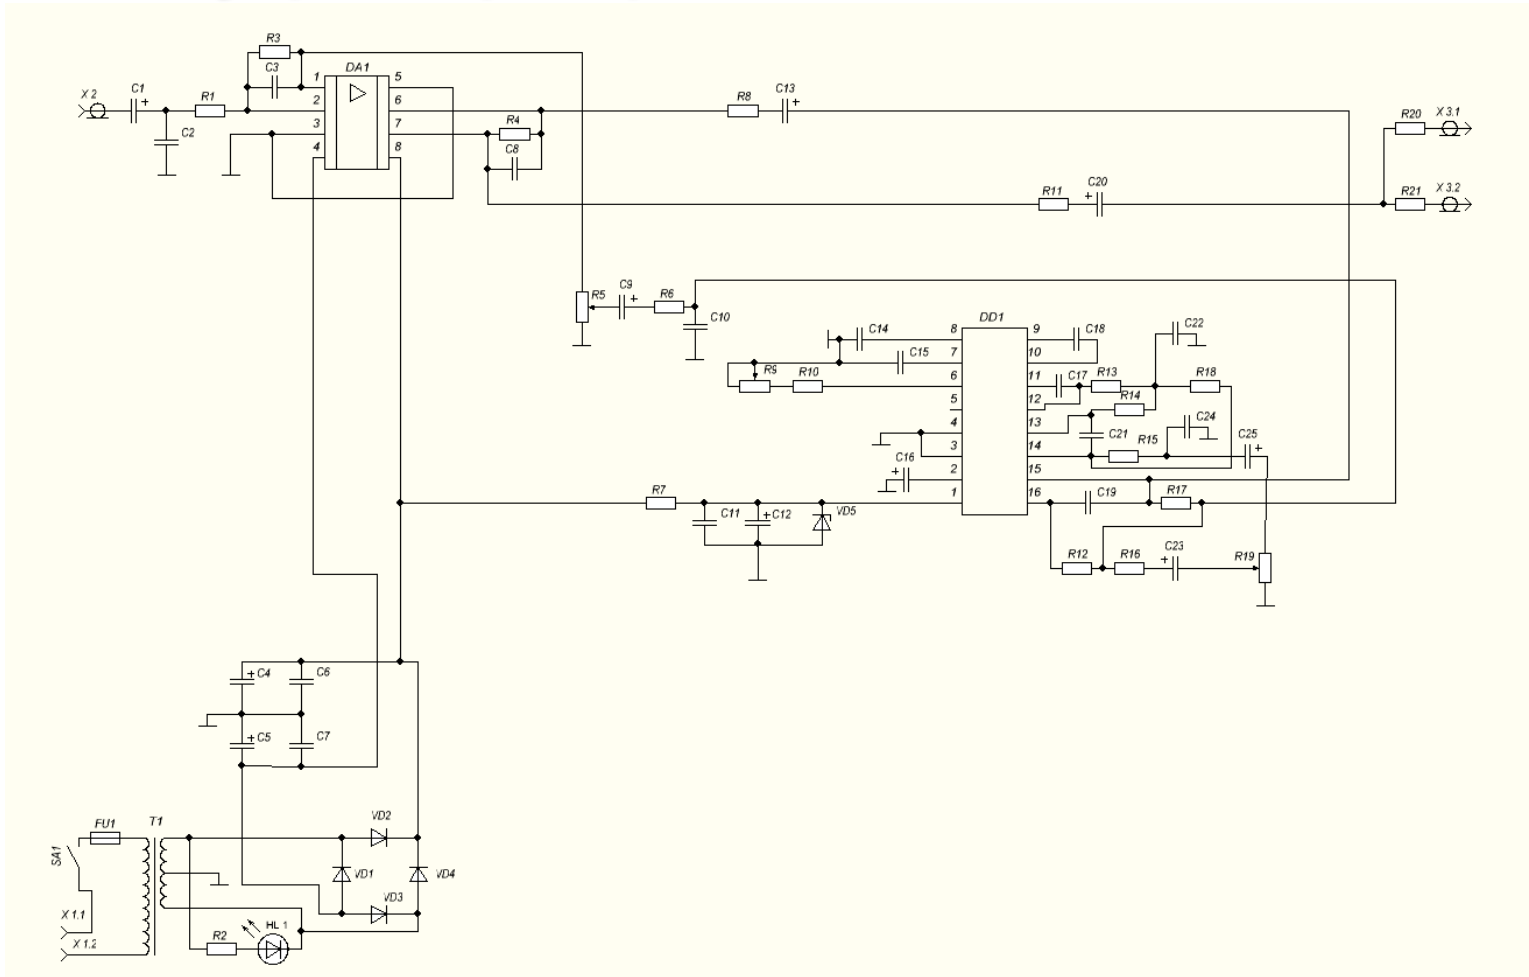 R3
C3
DA1
1 5
2 6
3 7
4 8
X 2
C1
+
R1
C2
R4
C8
R8
C13
+
R20
X 3.1
R11
C20
+
R21
X 3.2
R5
C9
+
R6
C10
DD1
C14
8 9
C18
C22
C15
7 10
R9
R10
6 11
C17
R13
R18
5 12
R14
4 13
C24
3 14
C21
R15
C25
+
C16
+
2 15
R7
1 16
C19
R17
C11
+
C12
VD5
R12
R16
C23
+
R19
+
C4
C6
+
C5
C7
FU1
T1
VD2
SA1
VD1
VD4
VD3
X 1.1
HL 1
X 1.2
R2